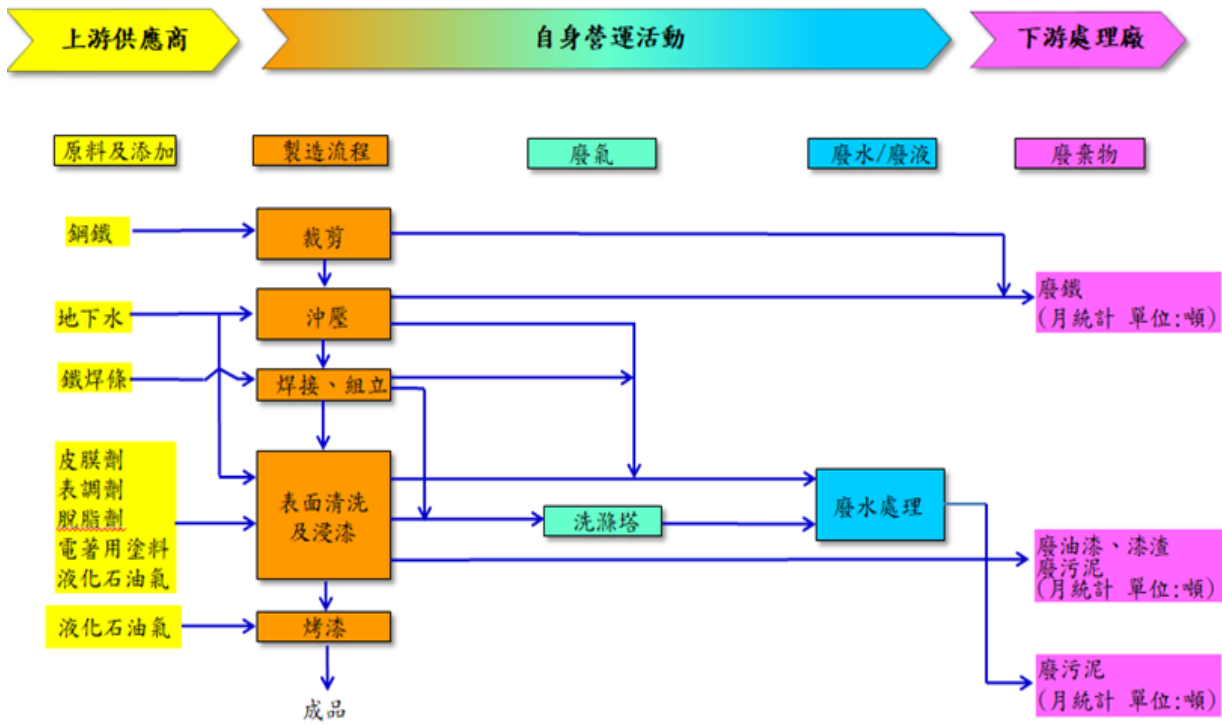 上游供應商
自身營運活動
下游處理廠
原料及添加
製造流程
廢氣
廢水/廢液
廢棄物
鋼鐵
裁剪
廢鐵
(月統計 單位:噸)
地下水
沖壓
鐵焊條
焊接、組立
皮膜劑
表調劑
脫脂劑
電著用塗料
液化石油氣
表面清洗
及浸漆
洗滌塔
廢水處理
廢油漆、漆渣
廢污泥
(月統計 單位:噸)
液化石油氣
烤漆
廢污泥
(月統計 單位:噸)
成品